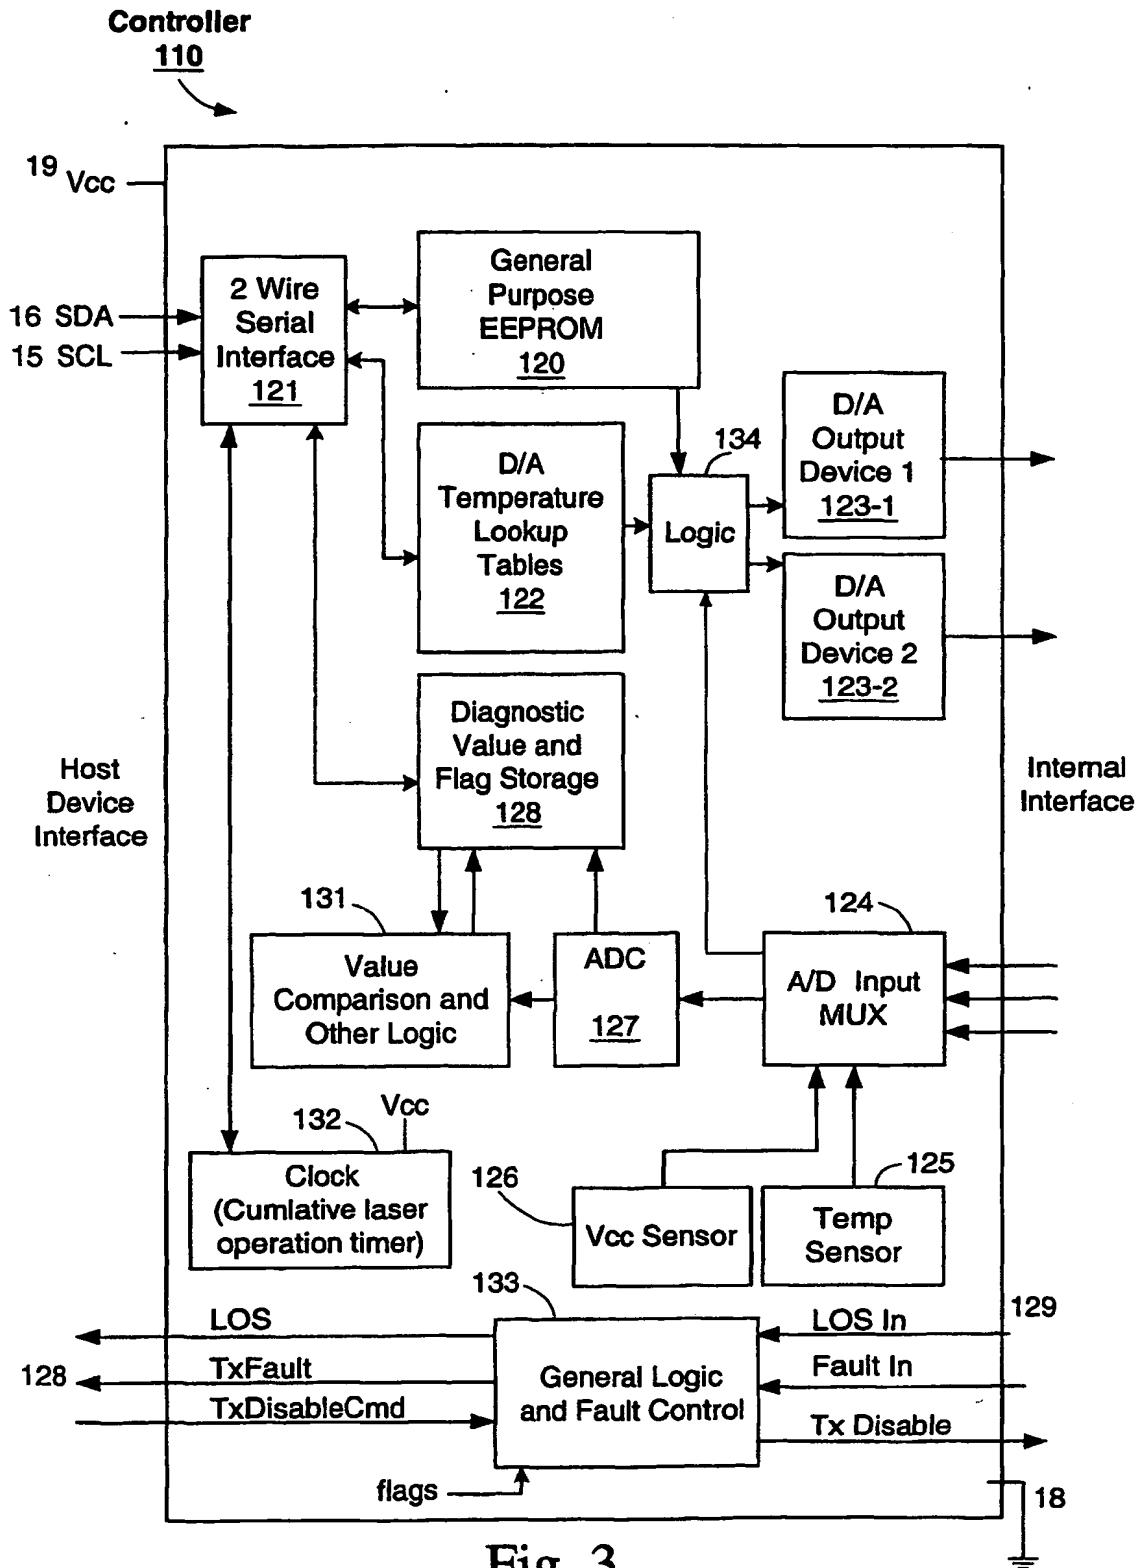 Controller
110
19 Vcc
16 SDA
15 SCL
2 Wire
Serial
Interface
121
General
Purpose
EEPROM
120
D/A
Temperature
Lookup
Tables
122
134
Logic
D/A
Output
Device 1
123-1
D/A
Output
Device 2
123-2
Diagnostic
Value and
Flag Storage
128
Host
Device
Interface
Internal
Interface
131
Value
Comparison and
Other Logic
ADC
127
124
A/D Input
MUX
132
Vcc
Clock
(Cumlative laser
operation timer)
126
Vcc Sensor
125
Temp
Sensor
133
General Logic
and Fault Control
LOS
128
TxFault
TxDisableCmd
flags
LOS In
129
Fault In
Tx Disable
18
Fig. 3